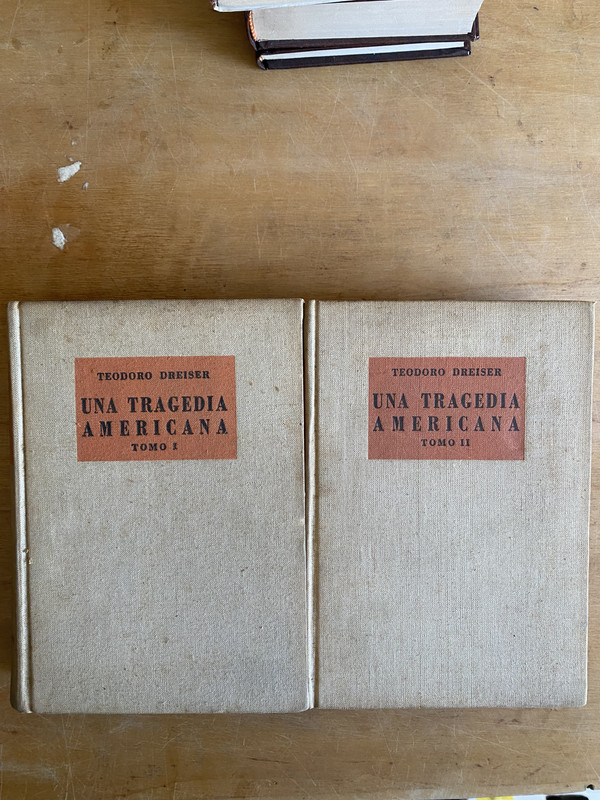 TEODORO DREISER
UNA TRAGEDIA
AMERICANA
TOMO I
TEODORO DREISER
UNA TRAGEDIA
AMERICANA
TOMO II